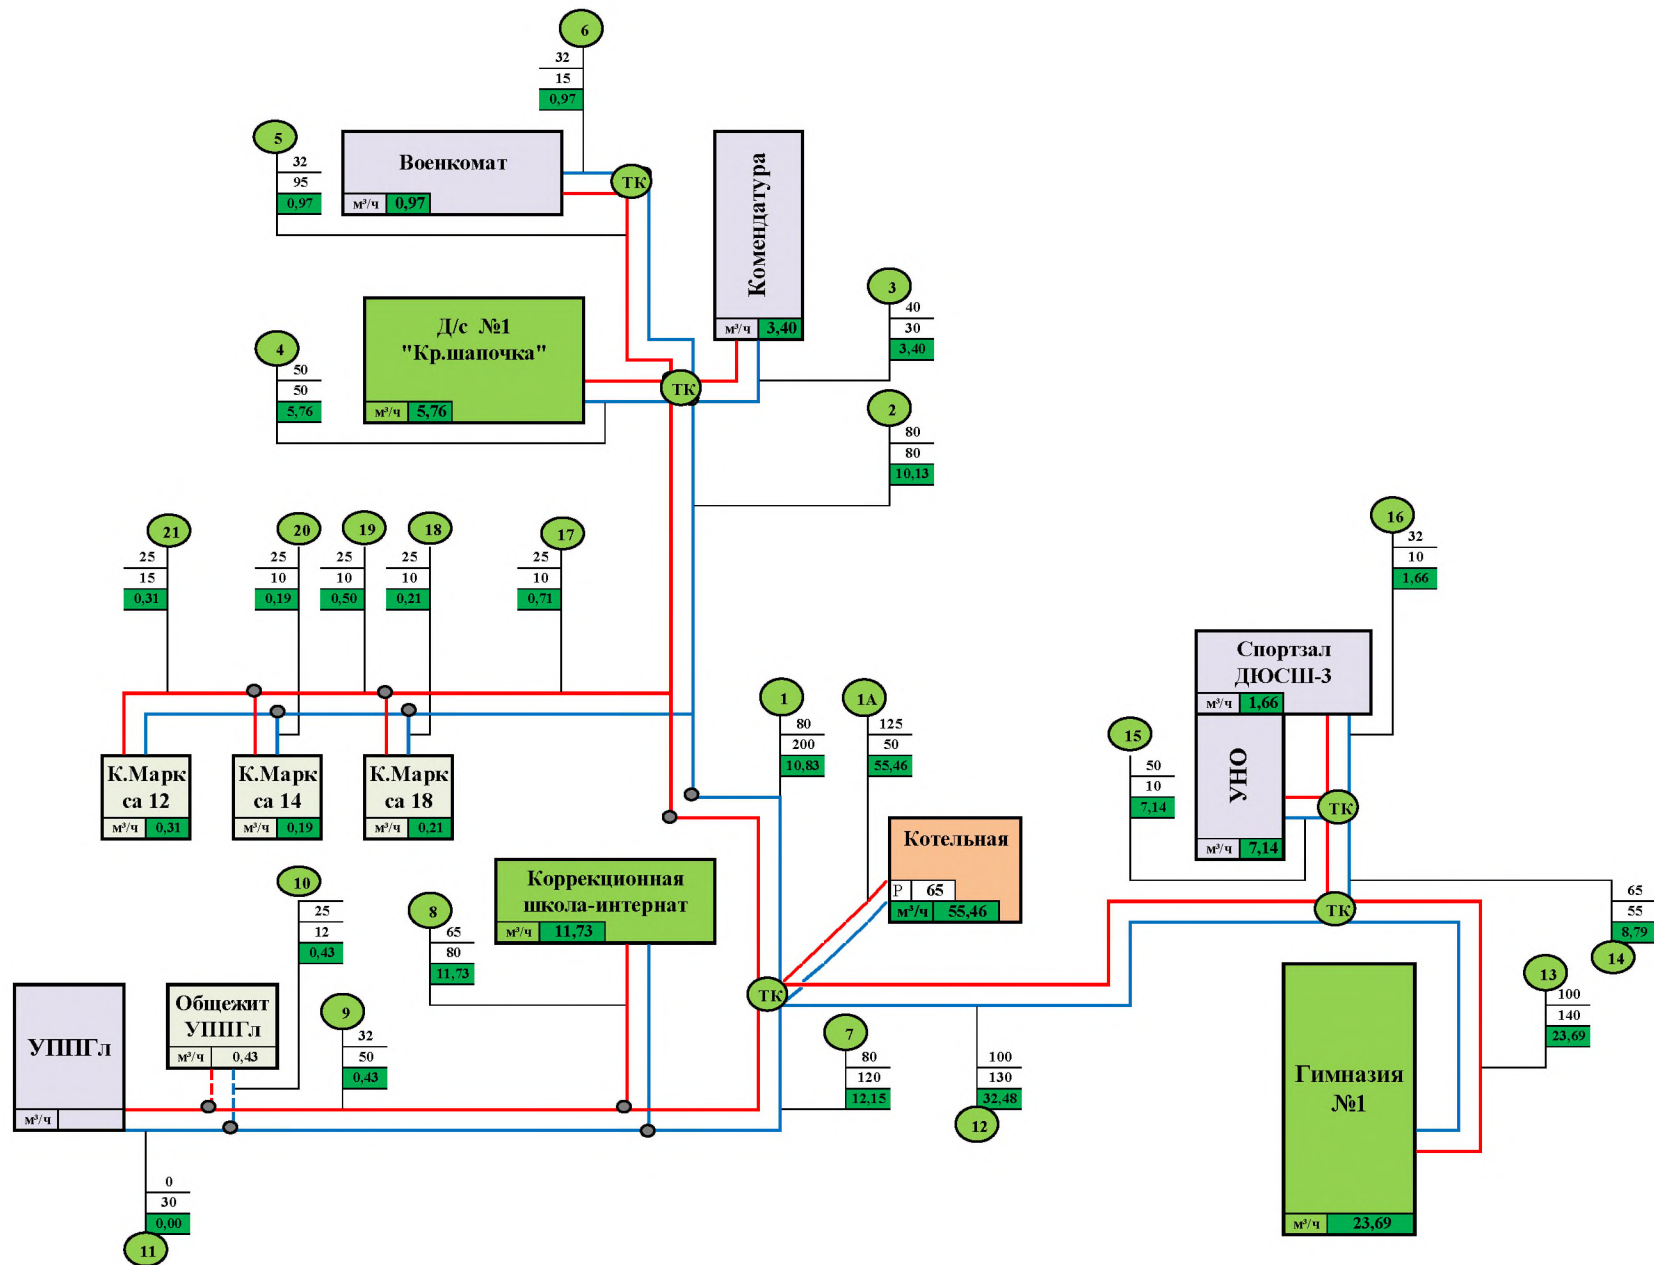 6
32
15
0,97
5
32
95
0,97
Военкомат
м³/ч 0,97
ТК
Комендатура
м³/ч 3,40
3
40
30
3,40
4
50
50
5,76
Д/с №1
"Кр.шапочка"
м³/ч 5,76
ТК
2
80
80
10,13
21
25
15
0,31
20
25
10
0,19
19
25
10
0,50
18
25
10
0,21
17
25
10
0,71
16
32
10
1,66
К.Марк
са 12
м³/ч 0,31
К.Марк
са 14
м³/ч 0,19
К.Марк
са 18
м³/ч 0,21
1
80
200
10,83
1А
125
50
55,46
15
50
10
7,14
Спортзал
ДЮСШ-3
м³/ч 1,66
УНО
м³/ч 7,14
ТК
Котельная
Р 65
м³/ч 55,46
10
25
12
0,43
8
65
80
11,73
Коррекционная
школа-интернат
м³/ч 11,73
ТК
ТК
65
55
8,79
14
13
100
140
23,69
УППГл
м³/ч
Общежит
УППГл
м³/ч 0,43
9
32
50
0,43
7
80
120
12,15
100
130
32,48
12
Гимназия
№1
м³/ч 23,69
0
30
0,00
11